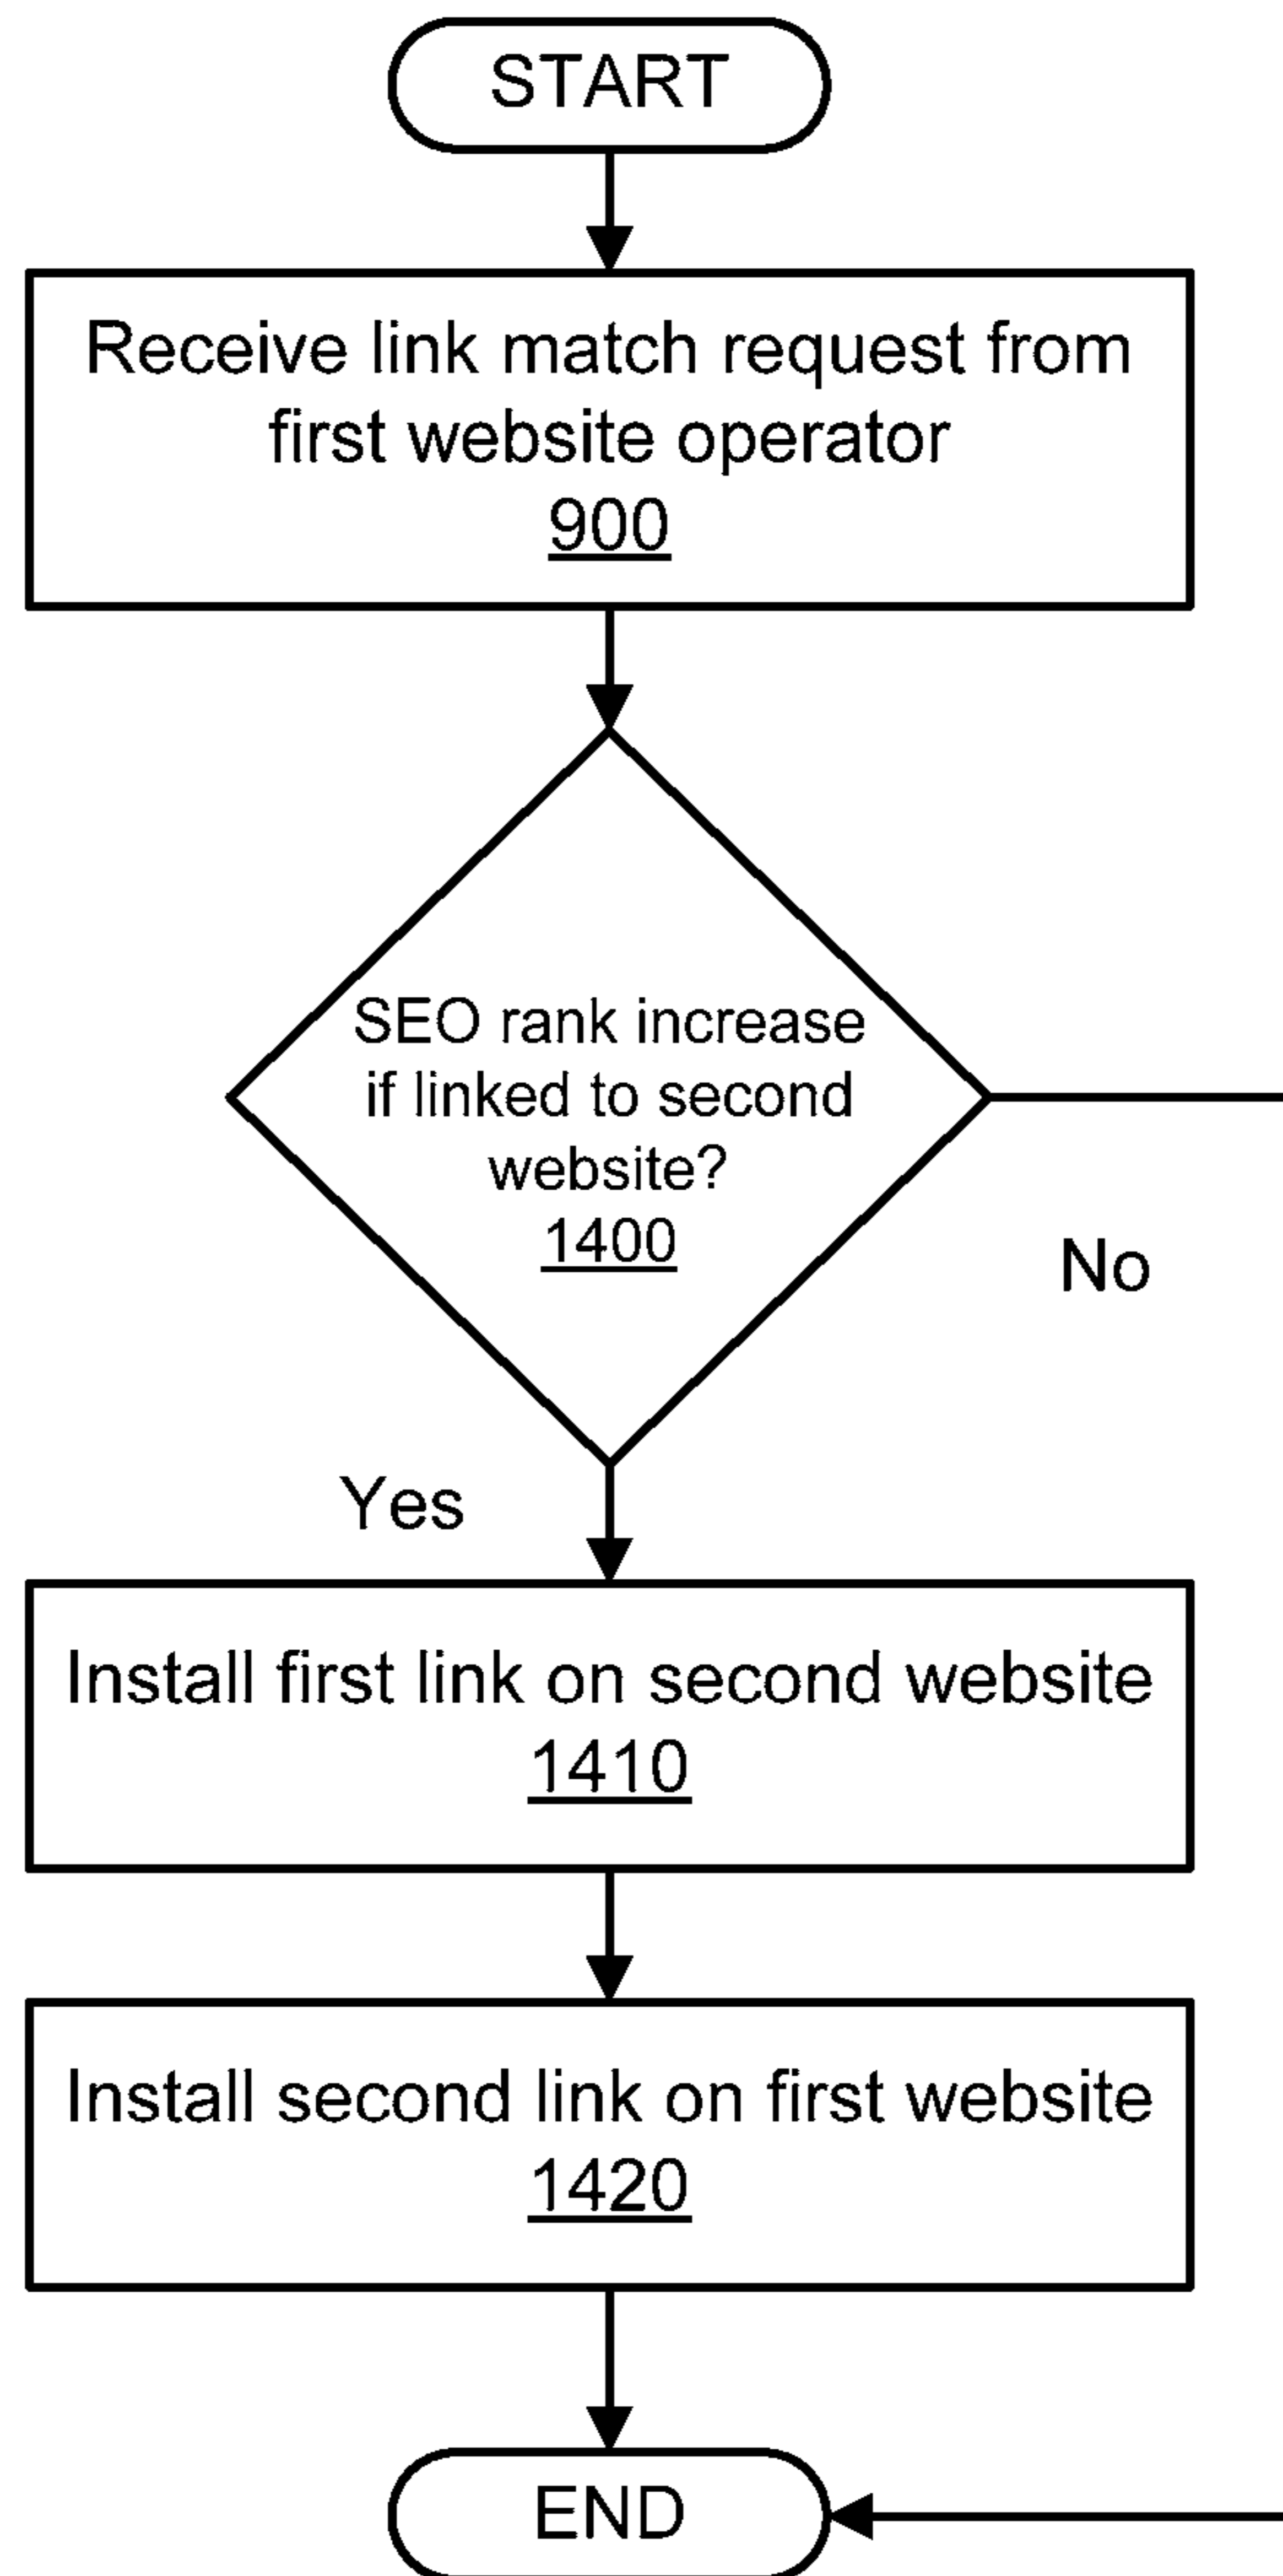 START
Receive link match request from
first website operator
900
SEO rank increase
if linked to second
website?
1400
No
Yes
Install first link on second website
1410
Install second link on first website
1420
END